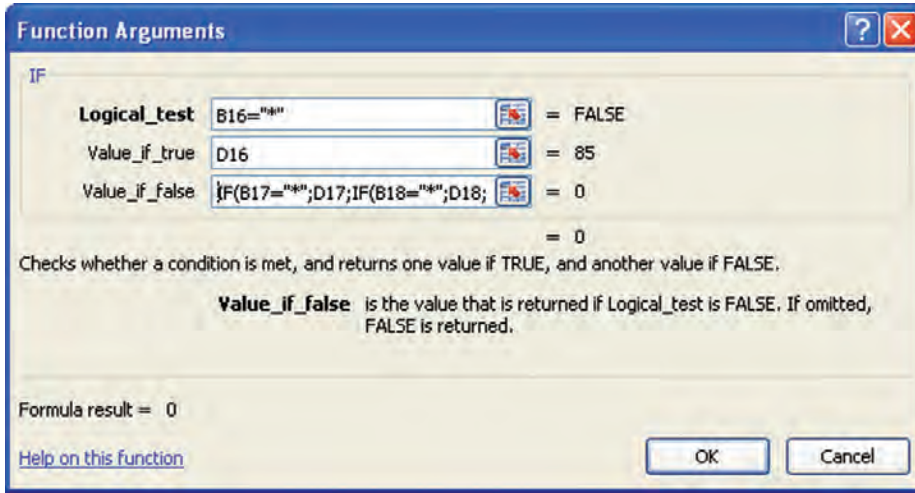 Function Arguments
IF
Logical_test B16="*" = FALSE
Value_if_true D16 = 85
Value_if_false IF(B17="*";D17;IF(B18="*";D18; = 0
= 0
Checks whether a condition is met, and returns one value if TRUE, and another value if FALSE.
Value_if_false is the value that is returned if Logical_test is FALSE. If omitted,
FALSE is returned.
Formula result = 0
Help on this function OK Cancel